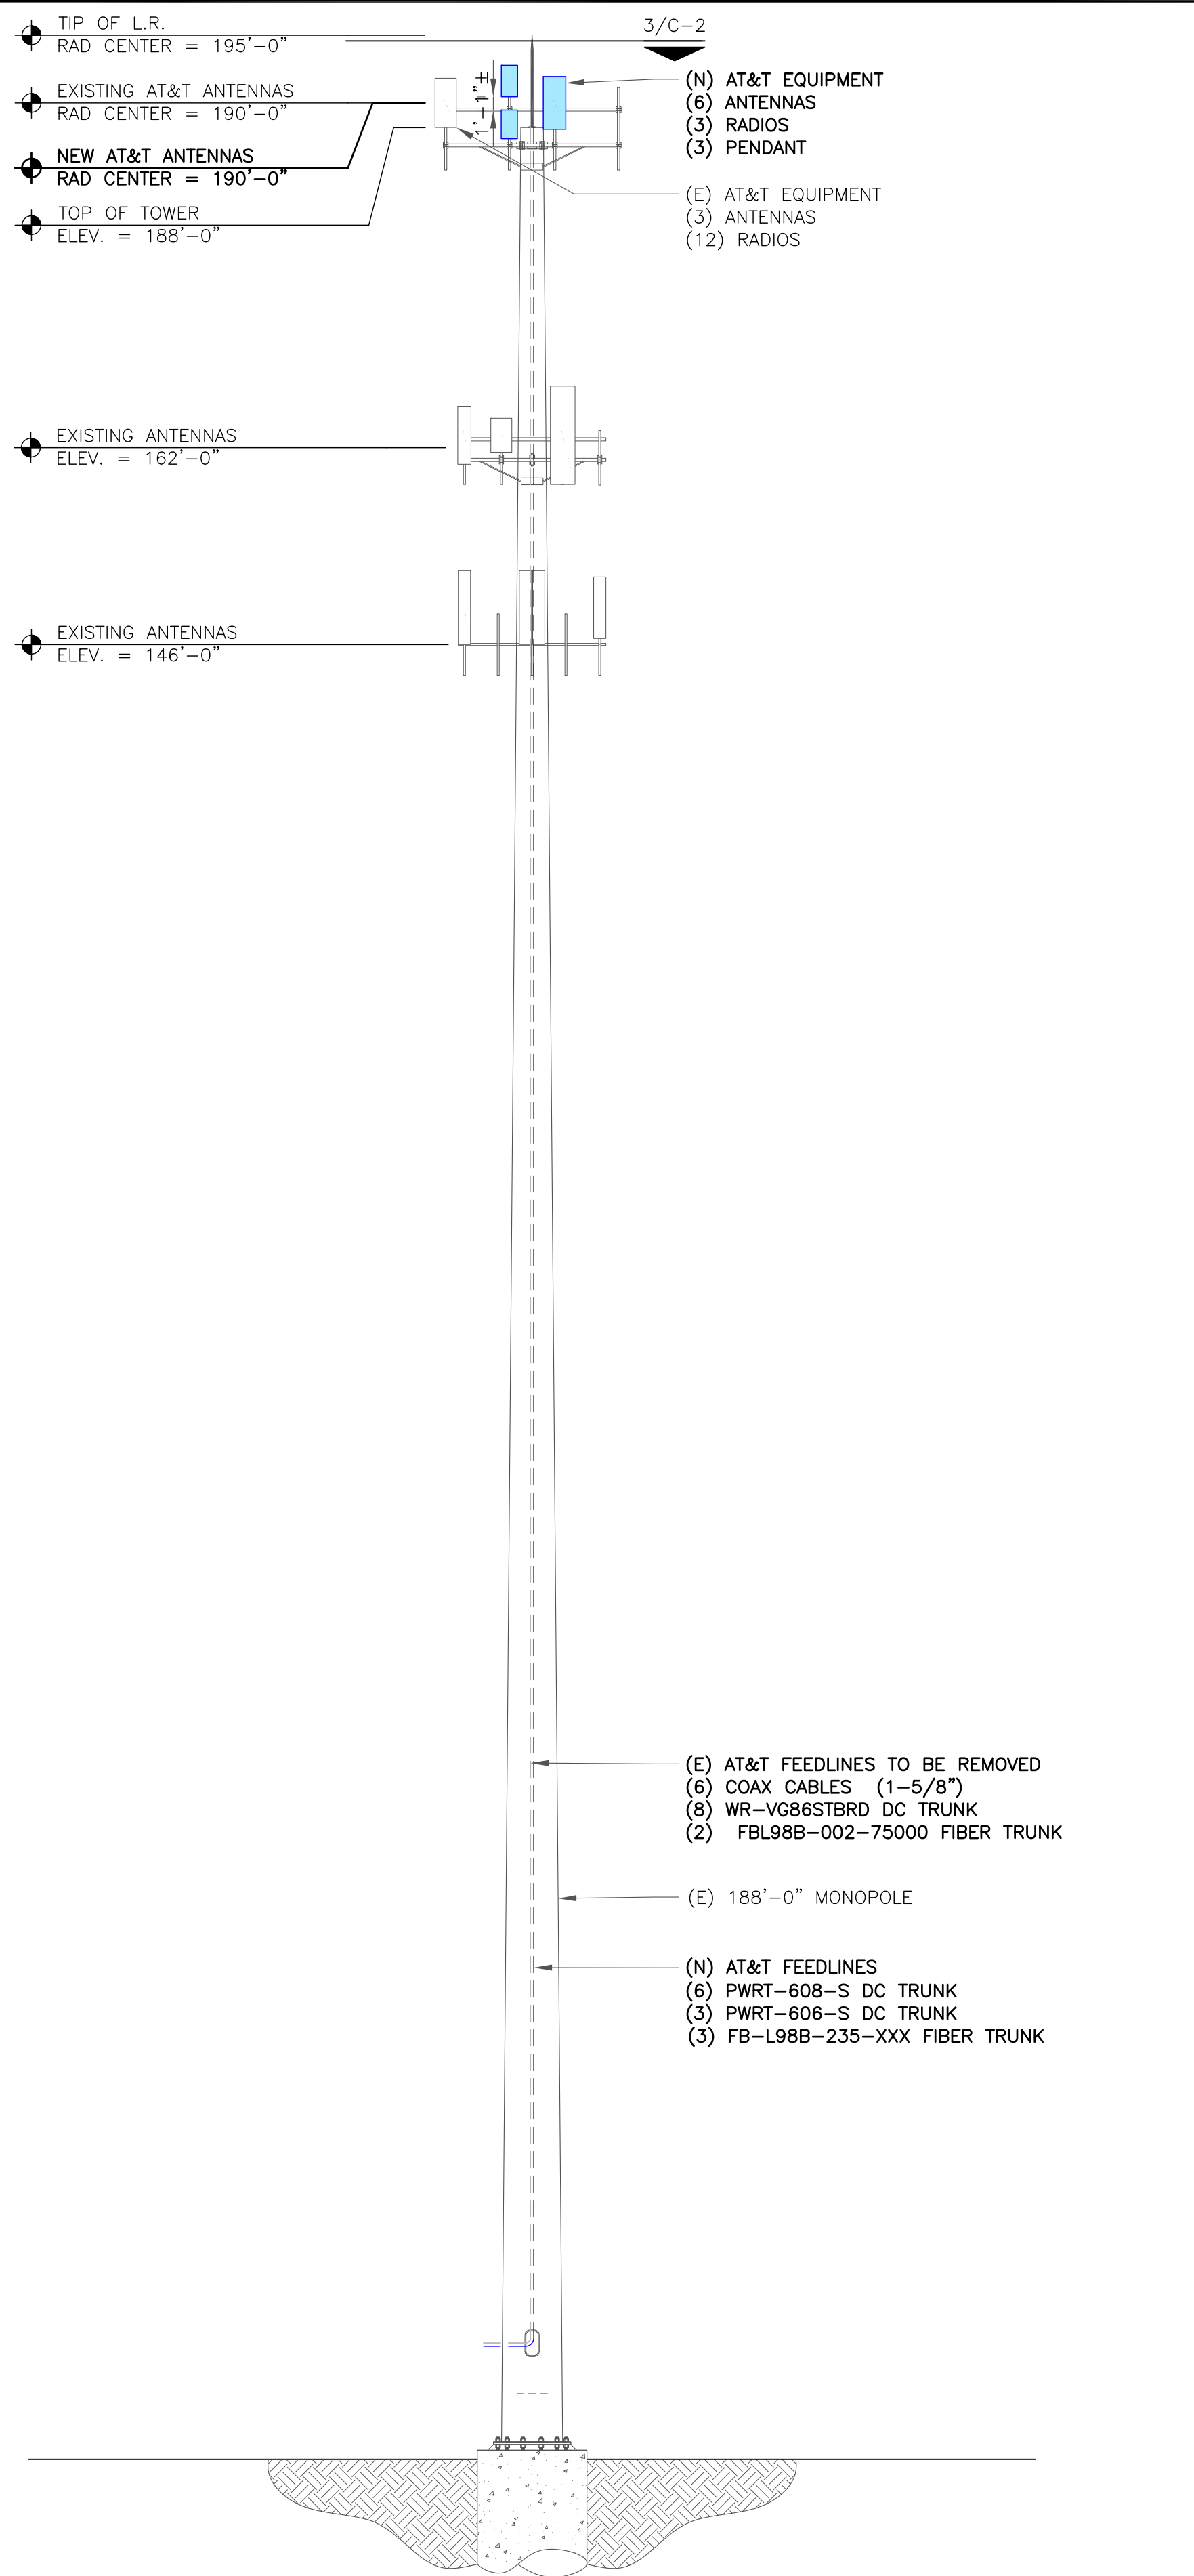 TIP OF L.R.
RAD CENTER = 195'-0"
3/C-2
EXISTING AT&T ANTENNAS
RAD CENTER = 190'-0"
NEW AT&T ANTENNAS
RAD CENTER = 190'-0"
TOP OF TOWER
ELEV. = 188'-0"
1'-1"±
(N) AT&T EQUIPMENT
(6) ANTENNAS
(3) RADIOS
(3) PENDANT
(E) AT&T EQUIPMENT
(3) ANTENNAS
(12) RADIOS
EXISTING ANTENNAS
ELEV. = 162'-0"
EXISTING ANTENNAS
ELEV. = 146'-0"
(E) AT&T FEEDLINES TO BE REMOVED
(6) COAX CABLES (1-5/8")
(8) WR-VG86STBRD DC TRUNK
(2) FBL98B-002-75000 FIBER TRUNK
(E) 188'-0" MONOPOLE
(N) AT&T FEEDLINES
(6) PWRT-608-S DC TRUNK
(3) PWRT-606-S DC TRUNK
(3) FB-L98B-235-XXX FIBER TRUNK